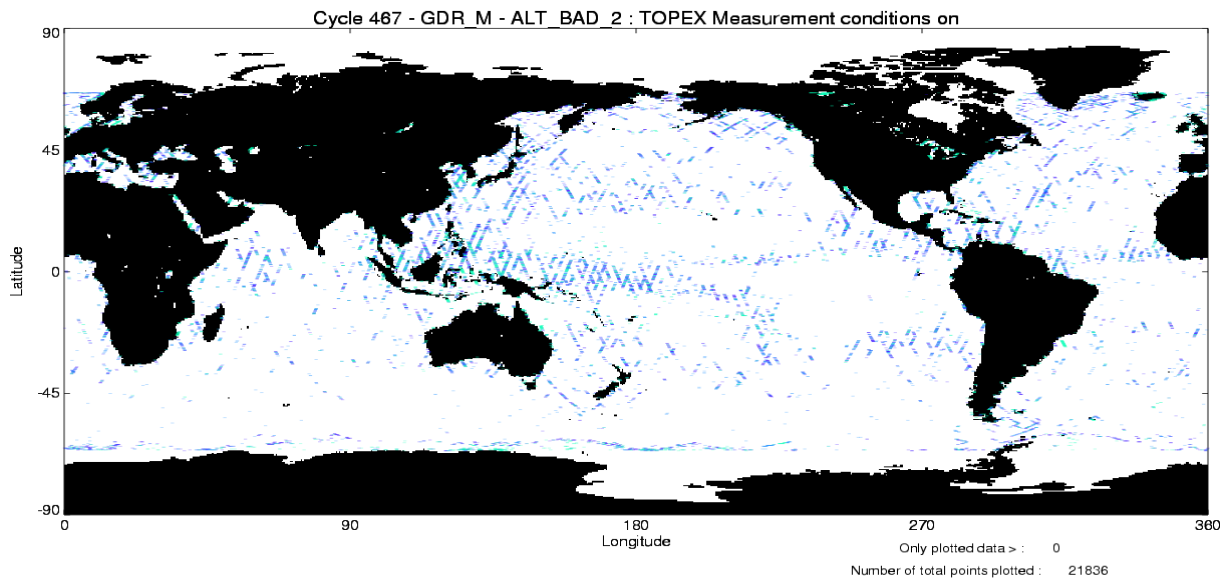 Cycle 467 - GDR_M - ALT_BAD_2 : TOPEX Measurement conditions on
90
45
0
-45
-90
Latitude
0 90 180 270 360
Longitude
Only plotted data > : 0
Number of total points plotted : 21836